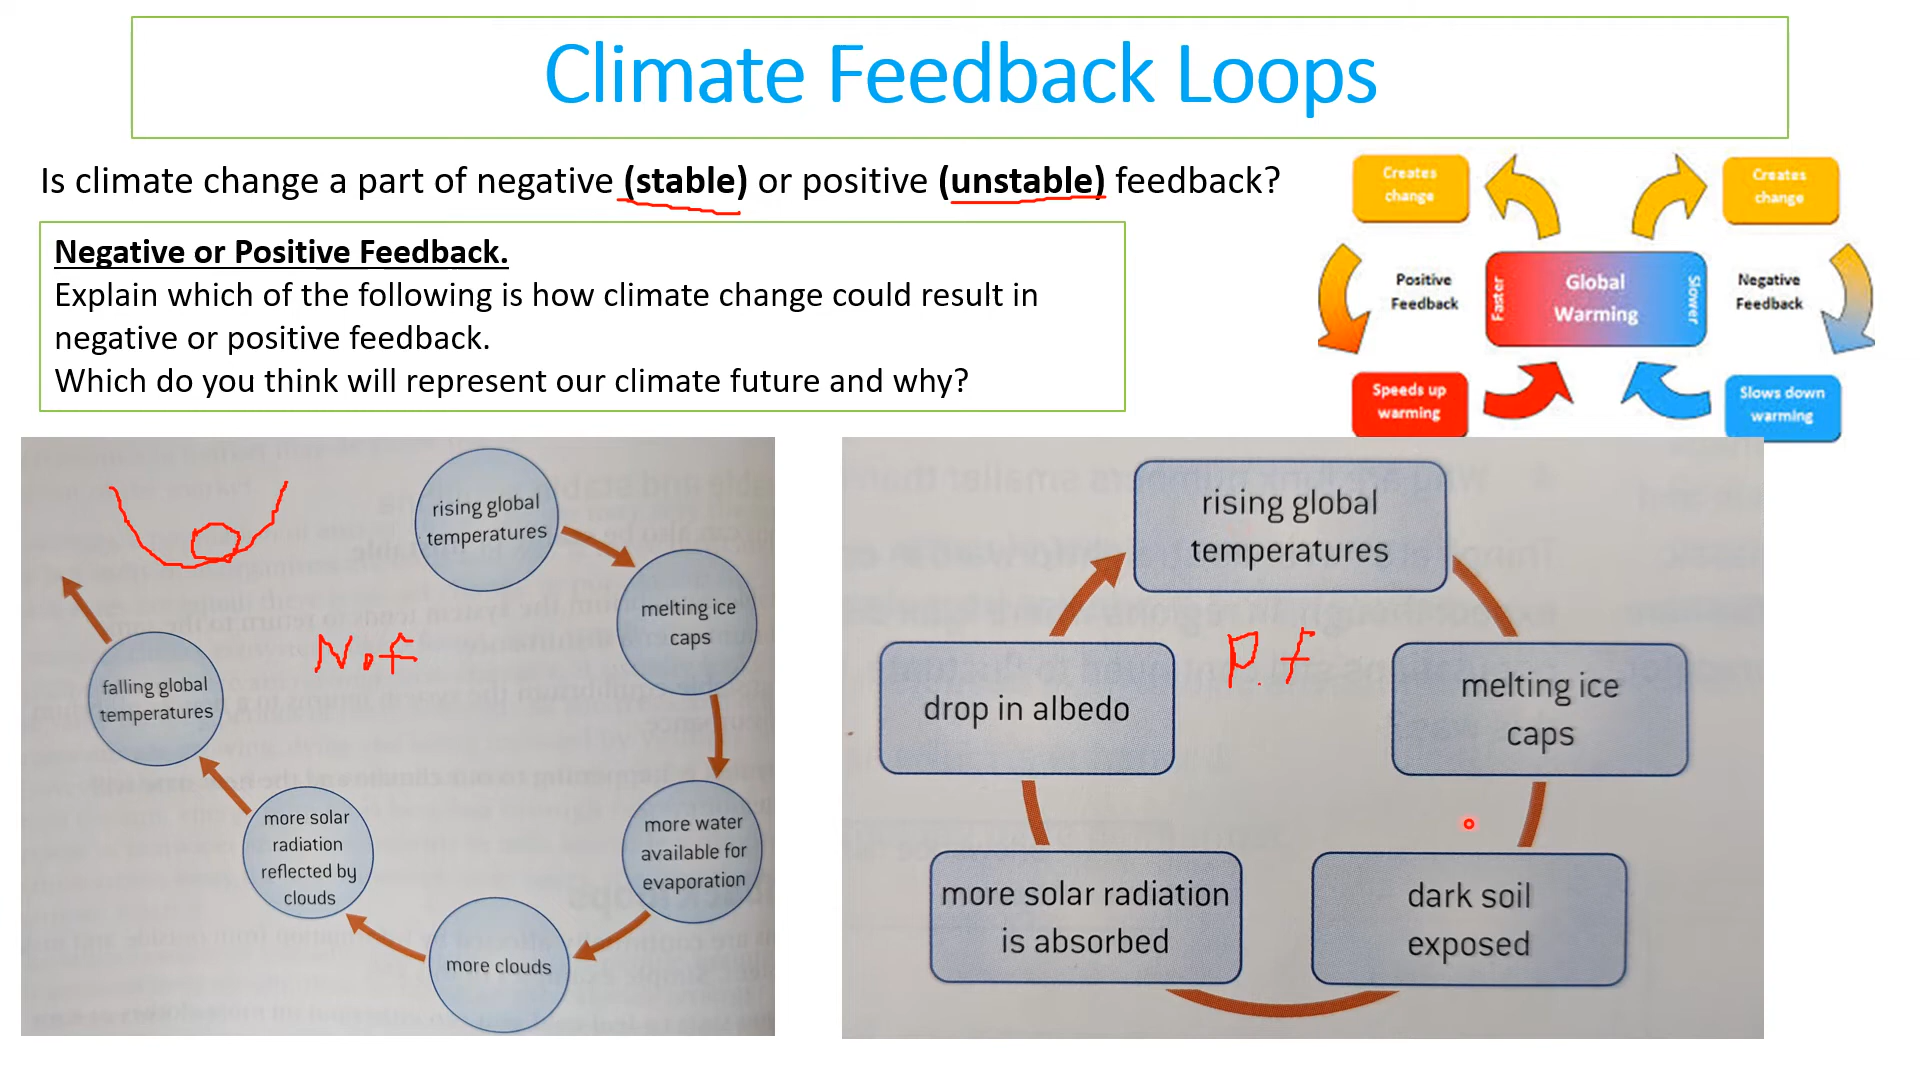 Climate Feedback Loops
Is climate change a part of negative (stable) or positive (unstable) feedback?
Negative or Positive Feedback.
Explain which of the following is how climate change could result in
negative or positive feedback.
Which do you think will represent our climate future and why?
Creates
change
Creates
change
Positive
Feedback
Faster
Global
Warming
Slower
Negative
Feedback
Speeds up
warming
Slows down
warming
rising global
temperatures
melting ice
caps
more water
available for
evaporation
more clouds
more solar
radiation
reflected by
clouds
falling global
temperatures
N.f
rising global
temperatures
melting ice
caps
dark soil
exposed
more solar radiation
is absorbed
drop in albedo
P.f